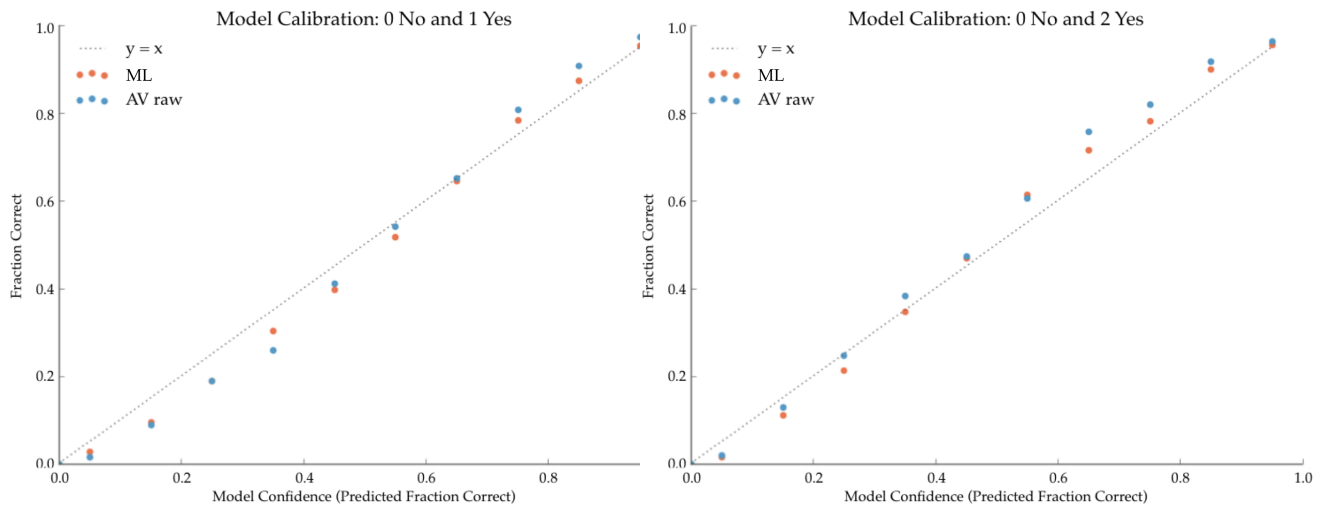 Model Calibration: 0 No and 1 Yes
1.0
y = x
ML
AV raw
0.8
0.6
0.4
0.2
0.0
Fraction Correct
0.0 0.2 0.4 0.6 0.8
Model Confidence (Predicted Fraction Correct)
Model Calibration: 0 No and 2 Yes
1.0
y = x
ML
AV raw
0.8
0.6
0.4
0.2
0.0
Fraction Correct
0.0 0.2 0.4 0.6 0.8 1.0
Model Confidence (Predicted Fraction Correct)